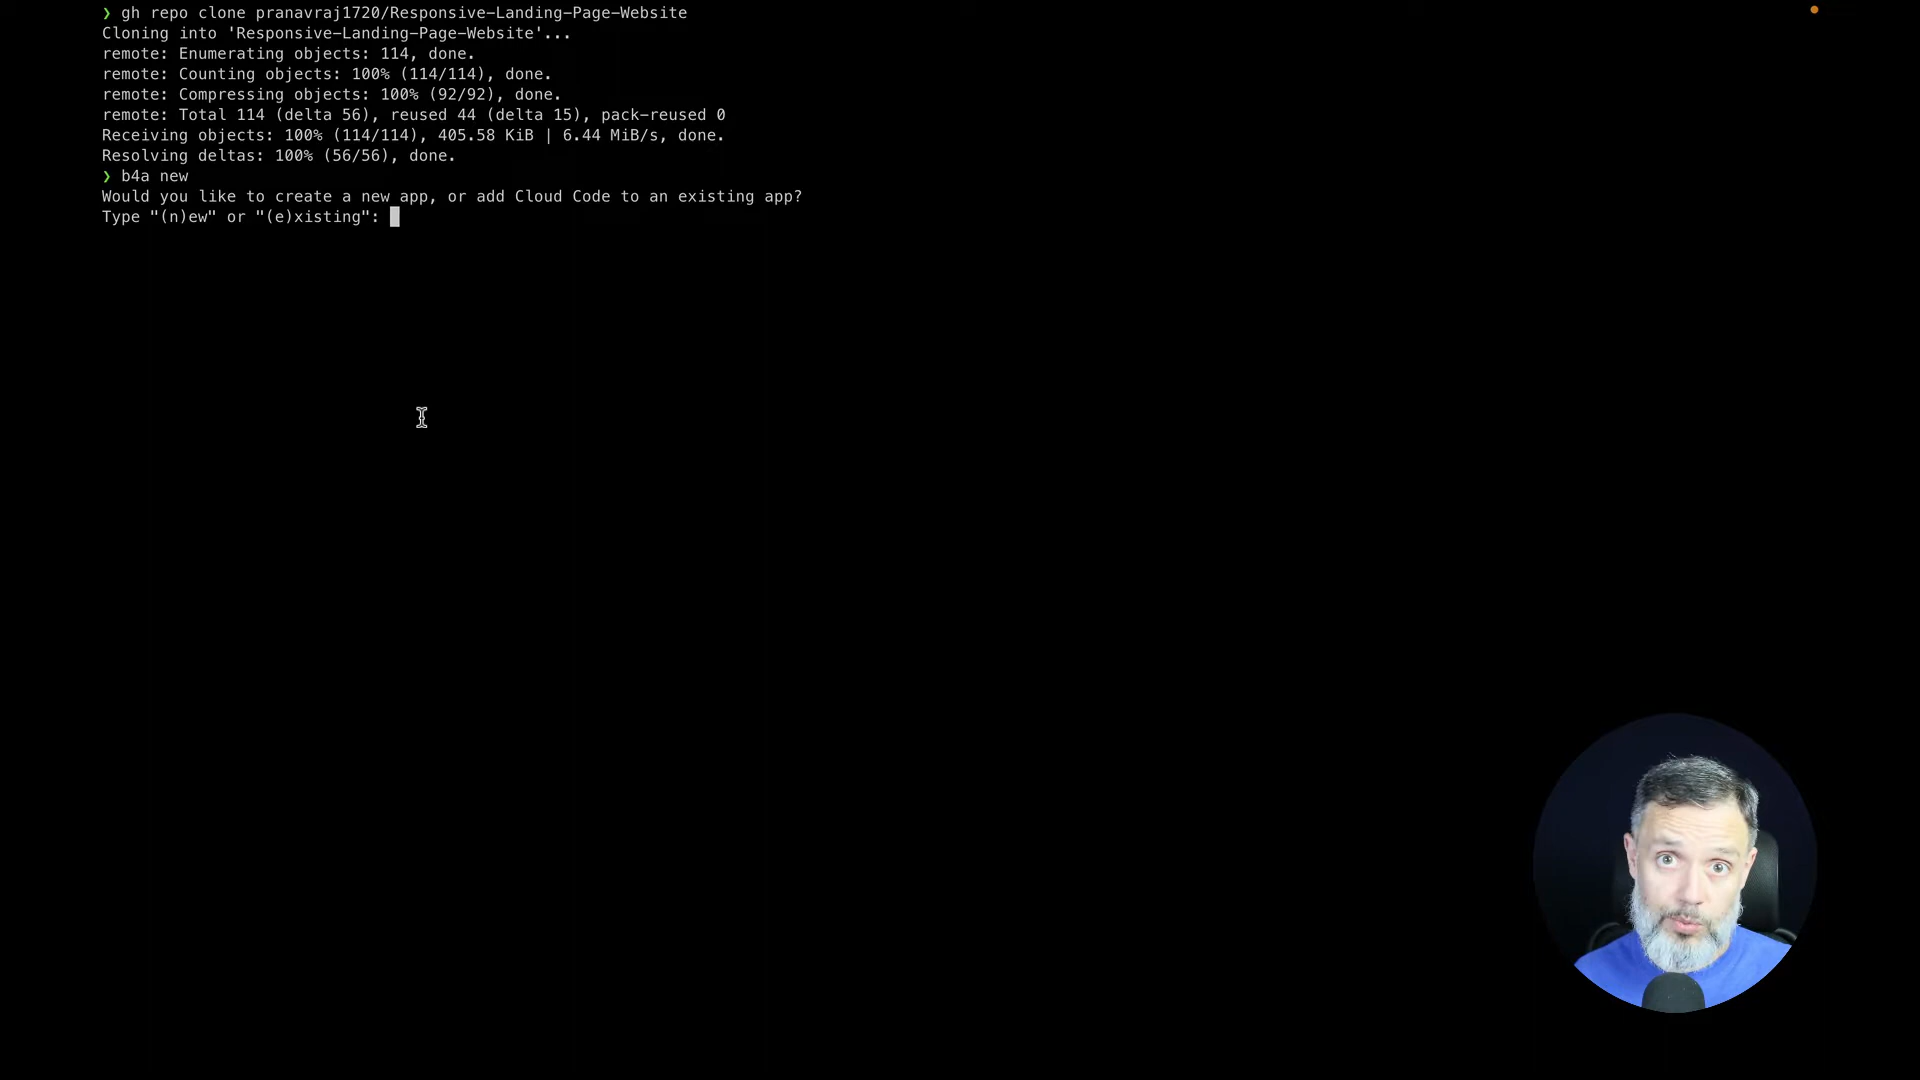 ❯ gh repo clone pranavraj1720/Responsive-Landing-Page-Website
Cloning into 'Responsive-Landing-Page-Website'...
remote: Enumerating objects: 114, done.
remote: Counting objects: 100% (114/114), done.
remote: Compressing objects: 100% (92/92), done.
remote: Total 114 (delta 56), reused 44 (delta 15), pack-reused 0
Receiving objects: 100% (114/114), 405.58 KiB | 6.44 MiB/s, done.
Resolving deltas: 100% (56/56), done.
❯ b4a new
Would you like to create a new app, or add Cloud Code to an existing app?
Type "(n)ew" or "(e)xisting":